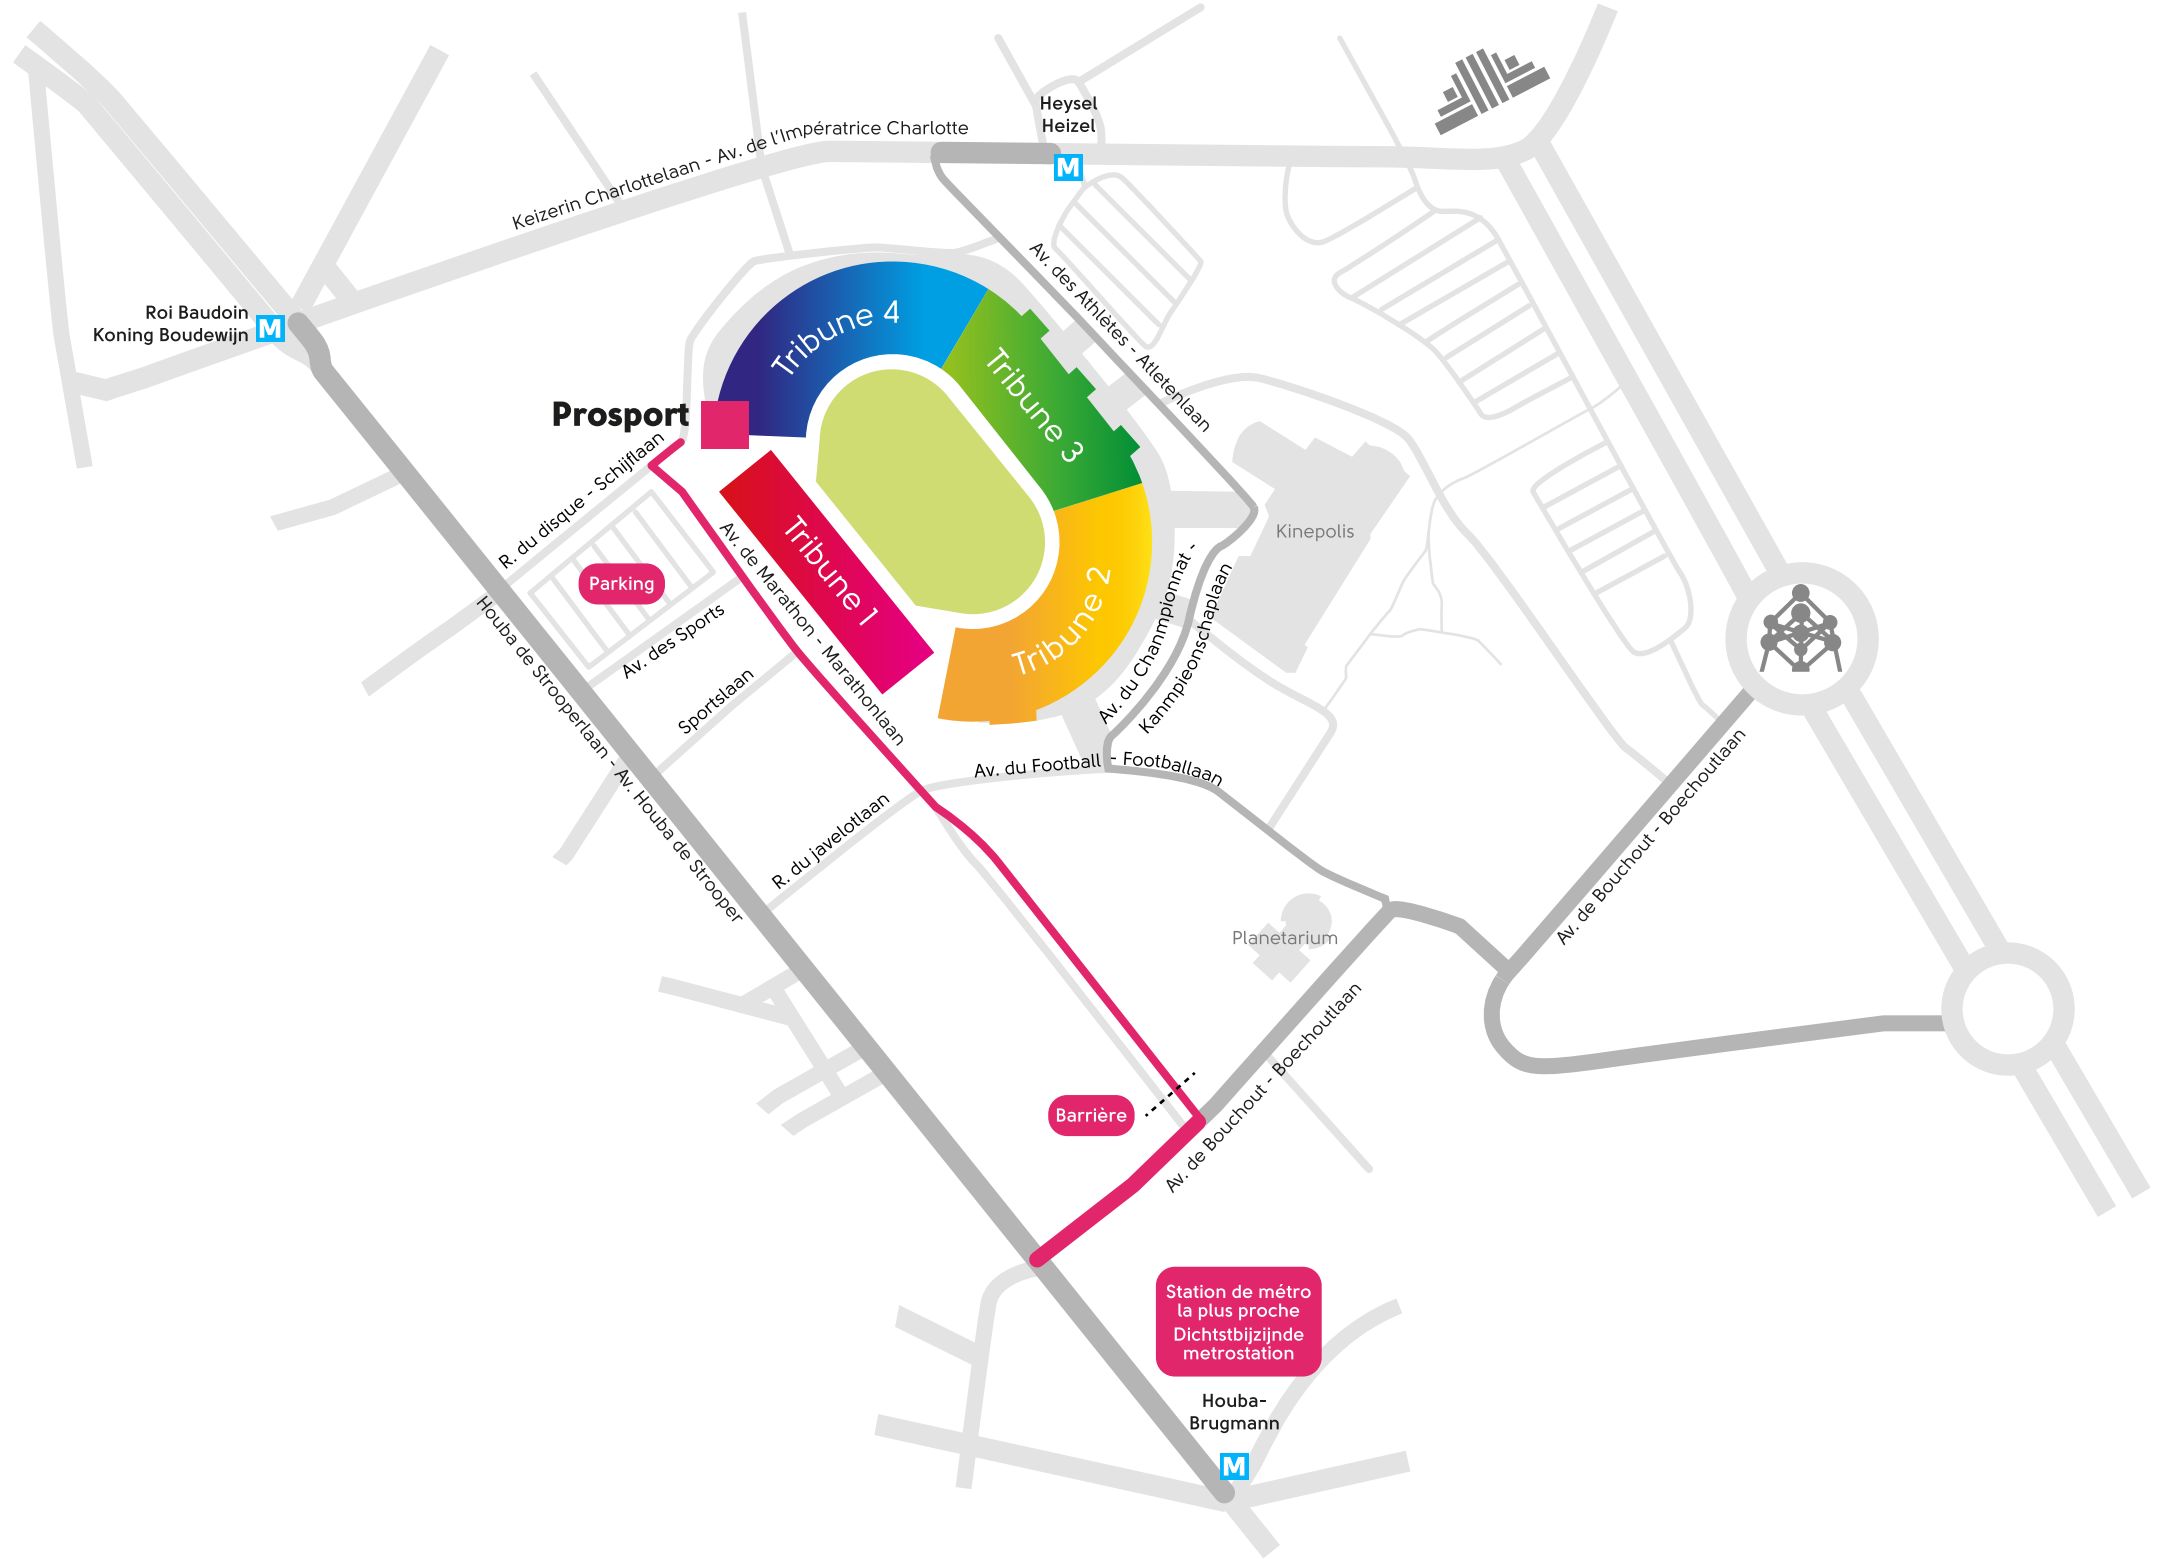 Heysel
Heizel
M
Keizerin Charlottelaan - Av. de l'Impératrice Charlotte
Roi Baudoin
Koning Boudewijn
M
Av. des Athlètes - Atletenlaan
Tribune 4
Tribune 3
Prosport
R. du disque - Schijflaan
Kinepolis
Parking
Tribune 1
Tribune 2
Av. de Marathon - Marathonlaan
Av. des Sports
Sportslaan
Av. du Chanmpionnat -
Kanmpieonschaplaan
Houba de Strooperlaan - Av. Houba de Strooper
Av. du Football - Footballaan
R. du javelotlaan
Av. de Bouchout - Boechoutlaan
Planetarium
Av. de Bouchout - Boechoutlaan
Barrière
Station de métro
la plus proche
Dichtstbijzijnde
metrostation
Houba-
Brugmann
M